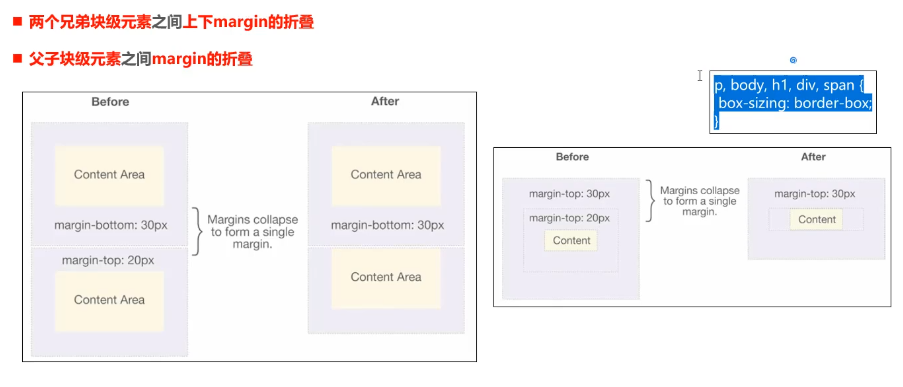 两个兄弟块级元素之间上下margin的折叠
父子块级元素之间margin的折叠
p, body, h1, div, span {
box-sizing: border-box;
}
Before
After
Content Area
margin-bottom: 30px
margin-top: 20px
Content Area
Margins collapse
to form a single
margin.
Content Area
margin-bottom: 30px
Content Area
Before
After
margin-top: 30px
margin-top: 20px
Content
Margins collapse
to form a single
margin.
margin-top: 30px
Content